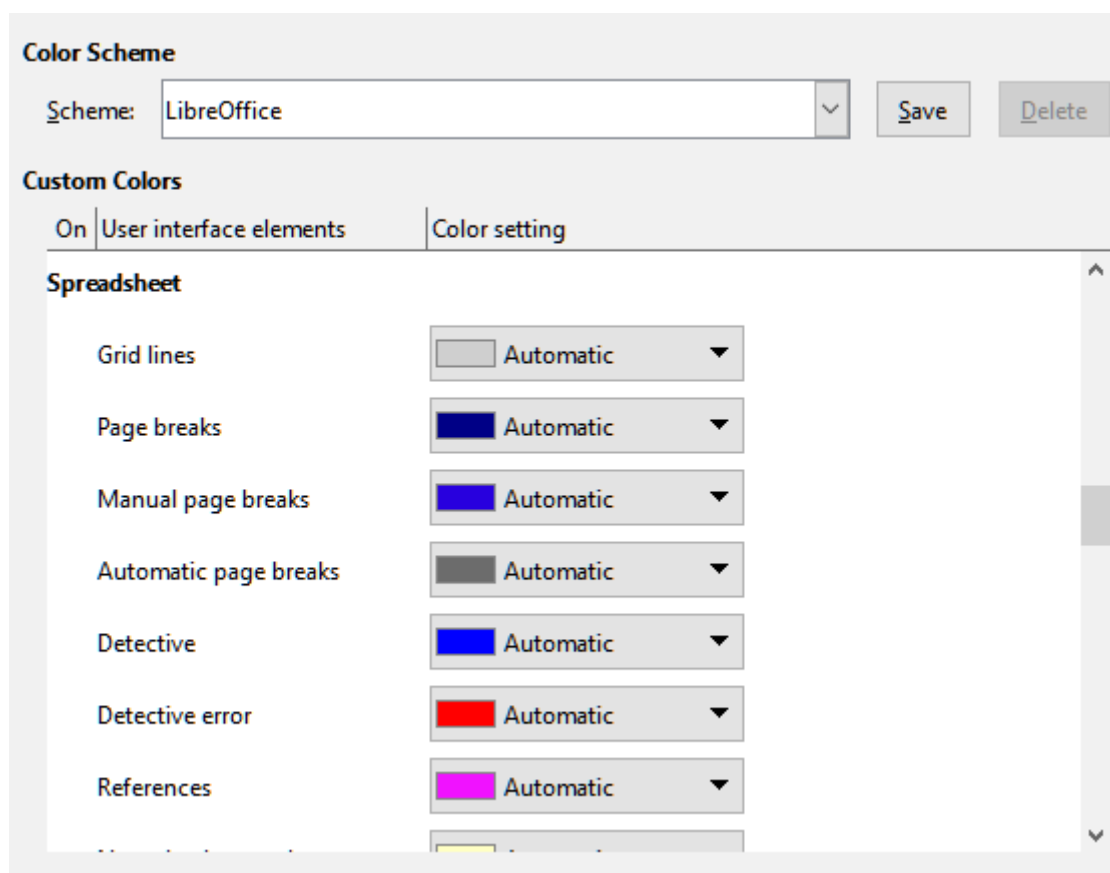 Color Scheme
Scheme: LibreOffice Save Delete
Custom Colors
On User interface elements Color setting
Spreadsheet
Grid lines Automatic
Page breaks Automatic
Manual page breaks Automatic
Automatic page breaks Automatic
Detective Automatic
Detective error Automatic
References Automatic